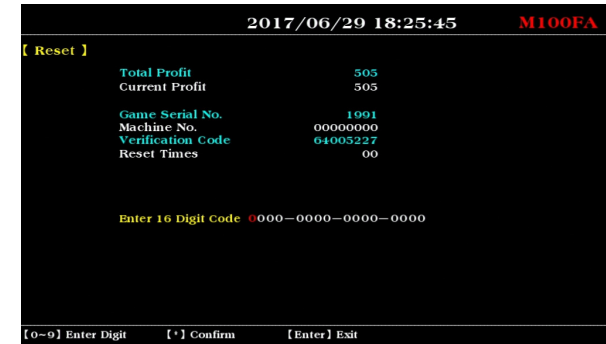 2017/06/29 18:25:45 M100FA
【 Reset 】
Total Profit 505
Current Profit 505
Game Serial No. 1991
Machine No. 00000000
Verification Code 64005227
Reset Times 00
Enter 16 Digit Code 0000-0000-0000-0000
【0~9】Enter Digit 【*】Confirm 【Enter】Exit